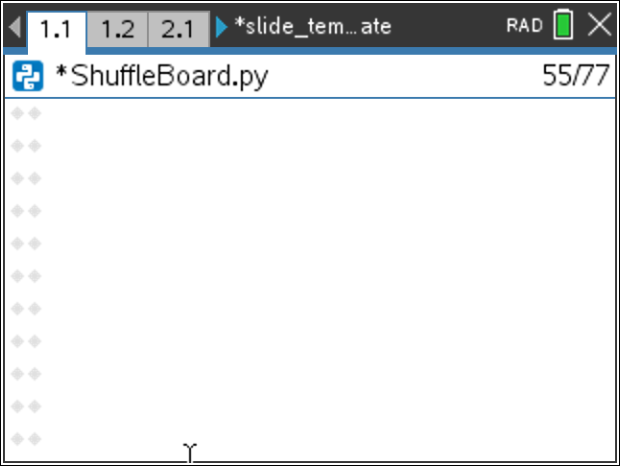 1.1 1.2 2.1 *slide_tem...ate RAD
*ShuffleBoard.py 55/77